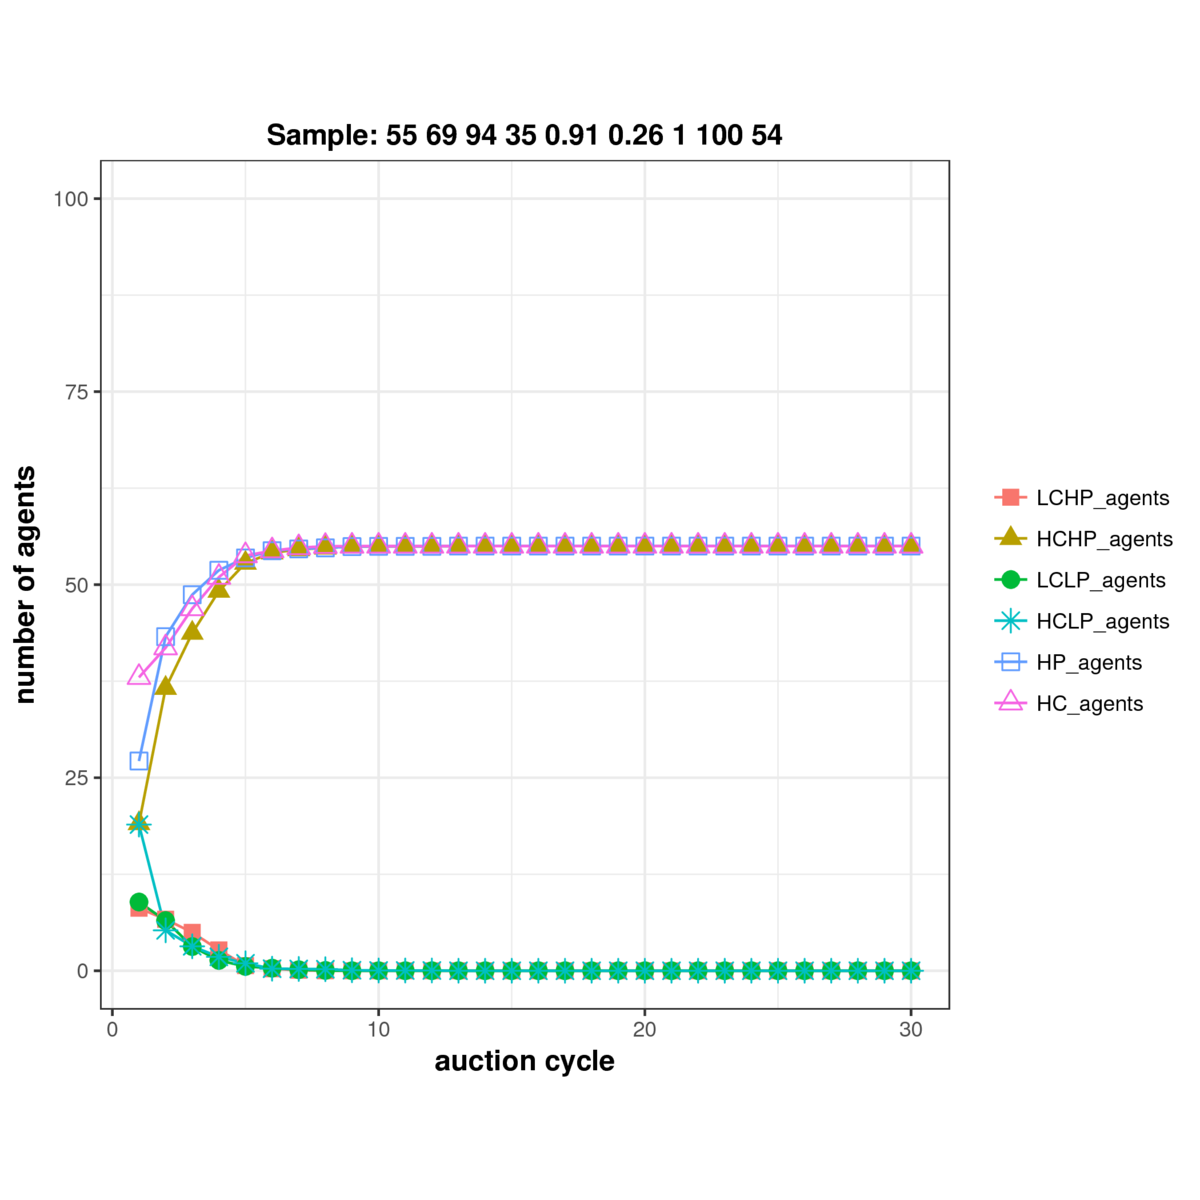 Sample: 55 69 94 35 0.91 0.26 1 100 54
number of agents
100
75
50
25
0
0 10 20 30
auction cycle
LCHP_agents
HCHP_agents
LCLP_agents
HCLP_agents
HP_agents
HC_agents